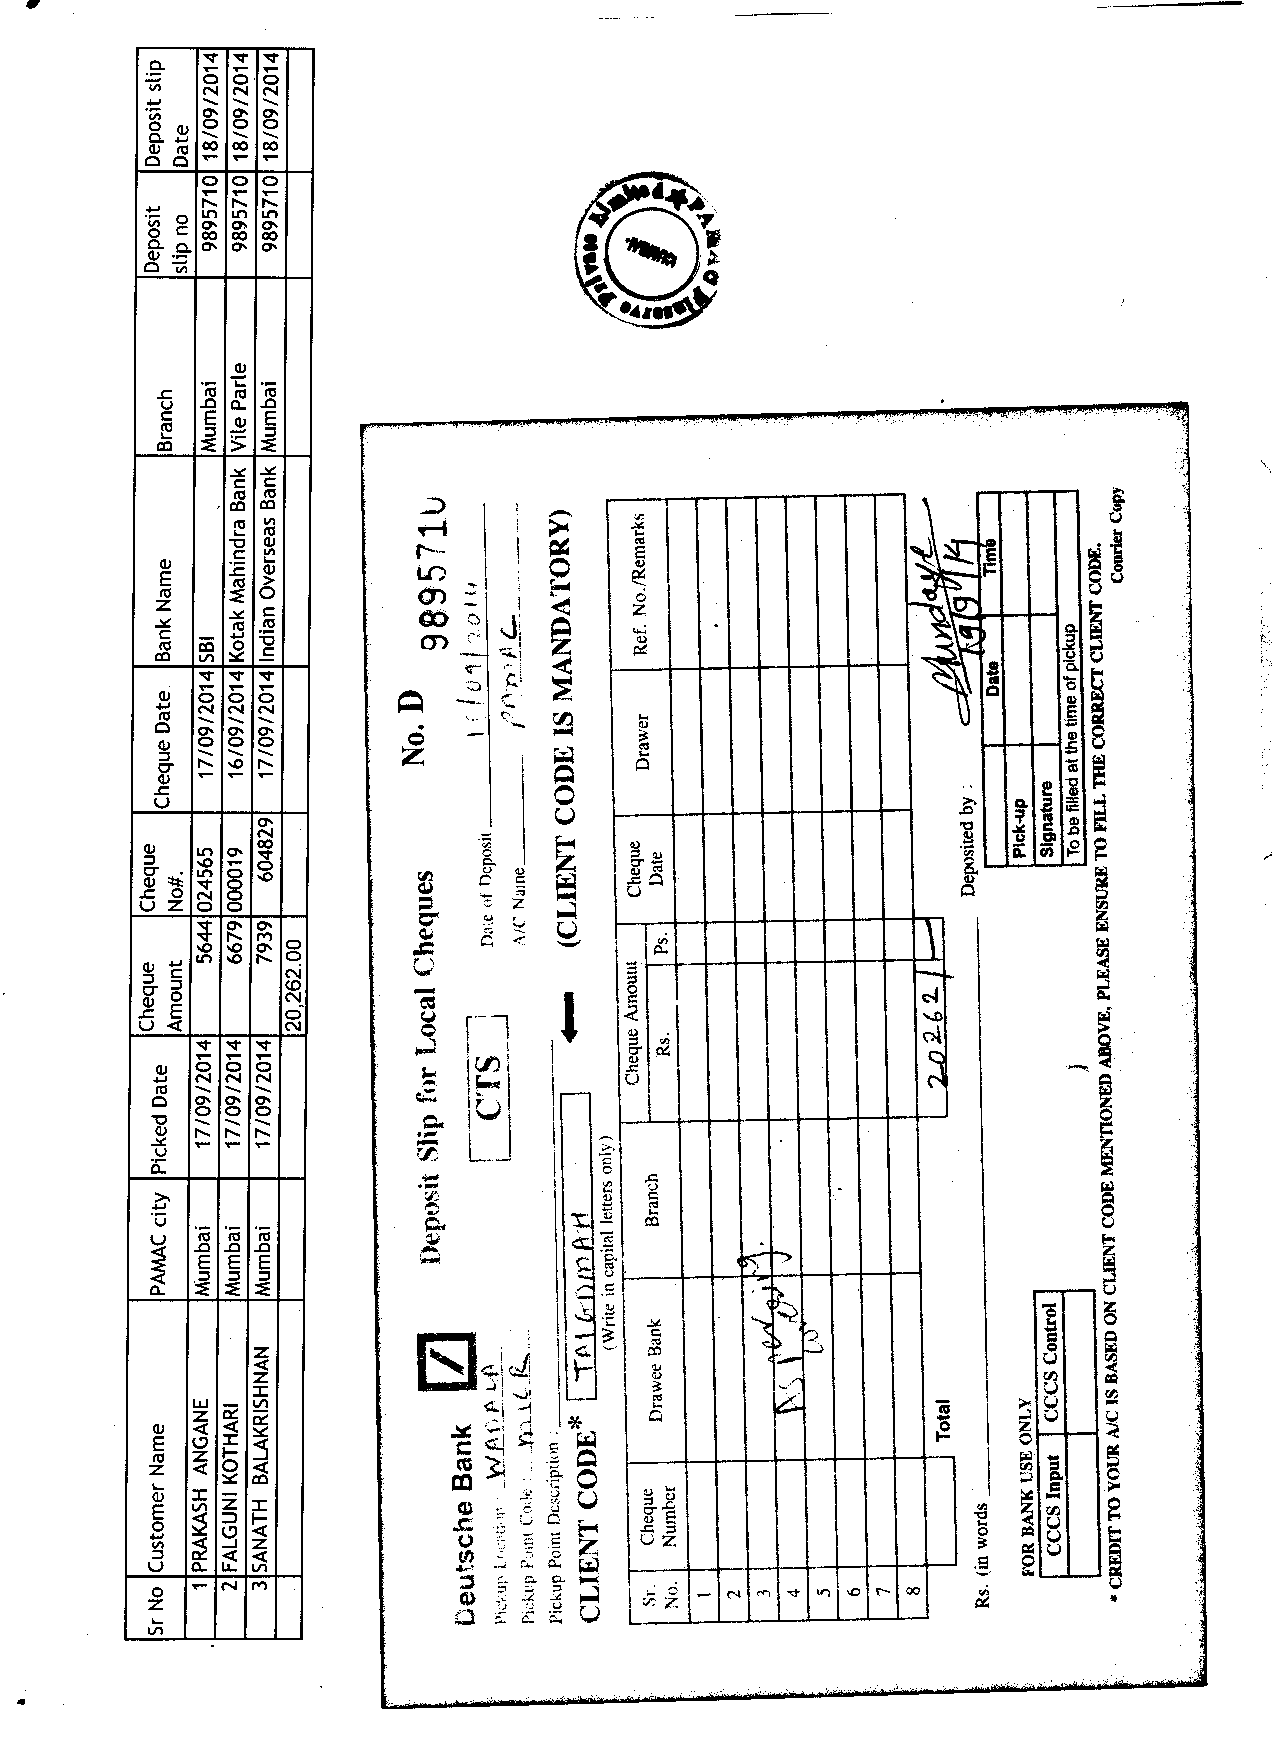 Sr No Customer Name PAMAC city Picked Date Cheque Amount Cheque No#. Cheque Date Bank Name Branch Deposit slip no Deposit slip Date
1 PRAKASH ANGANE Mumbai 17/09/2014 5644 024565 17/09/2014 SBI Mumbai 9895710 18/09/2014
2 FALGUNI KOTHARI Mumbai 17/09/2014 6679 000019 16/09/2014 Kotak Mahindra Bank Vile Parle 9895710 18/09/2014
3 SANATH BALAKRISHNAN Mumbai 17/09/2014 7939 604829 17/09/2014 Indian Overseas Bank Mumbai 9895710 18/09/2014
20,262.00
PAMAC Finserve Private Limited
MUMBAI
Deutsche Bank
Deposit Slip for Local Cheques No. D 9895710
Pickup Location : WADALA
CTS
Date of Deposit /09/2014
Pickup Point Code : MICR
A/C Name PAMAC
Pickup Point Description :
CLIENT CODE* (CLIENT CODE IS MANDATORY)
(Write in capital letters only)
Sr. No. Cheque Number Drawee Bank Branch Cheque Amount Rs. Ps. Cheque Date Drawer Ref. No./Remarks
1
2
3
4
5
6
7
8
Total 20262/-
Rs. (in words Deposited by :
19/9/14
Date Time
Pick-up
Signature
To be filled at the time of pickup
FOR BANK USE ONLY
CCCS Input CCCS Control
* CREDIT TO YOUR A/C IS BASED ON CLIENT CODE MENTIONED ABOVE, PLEASE ENSURE TO FILL THE CORRECT CLIENT CODE.
Courier Copy